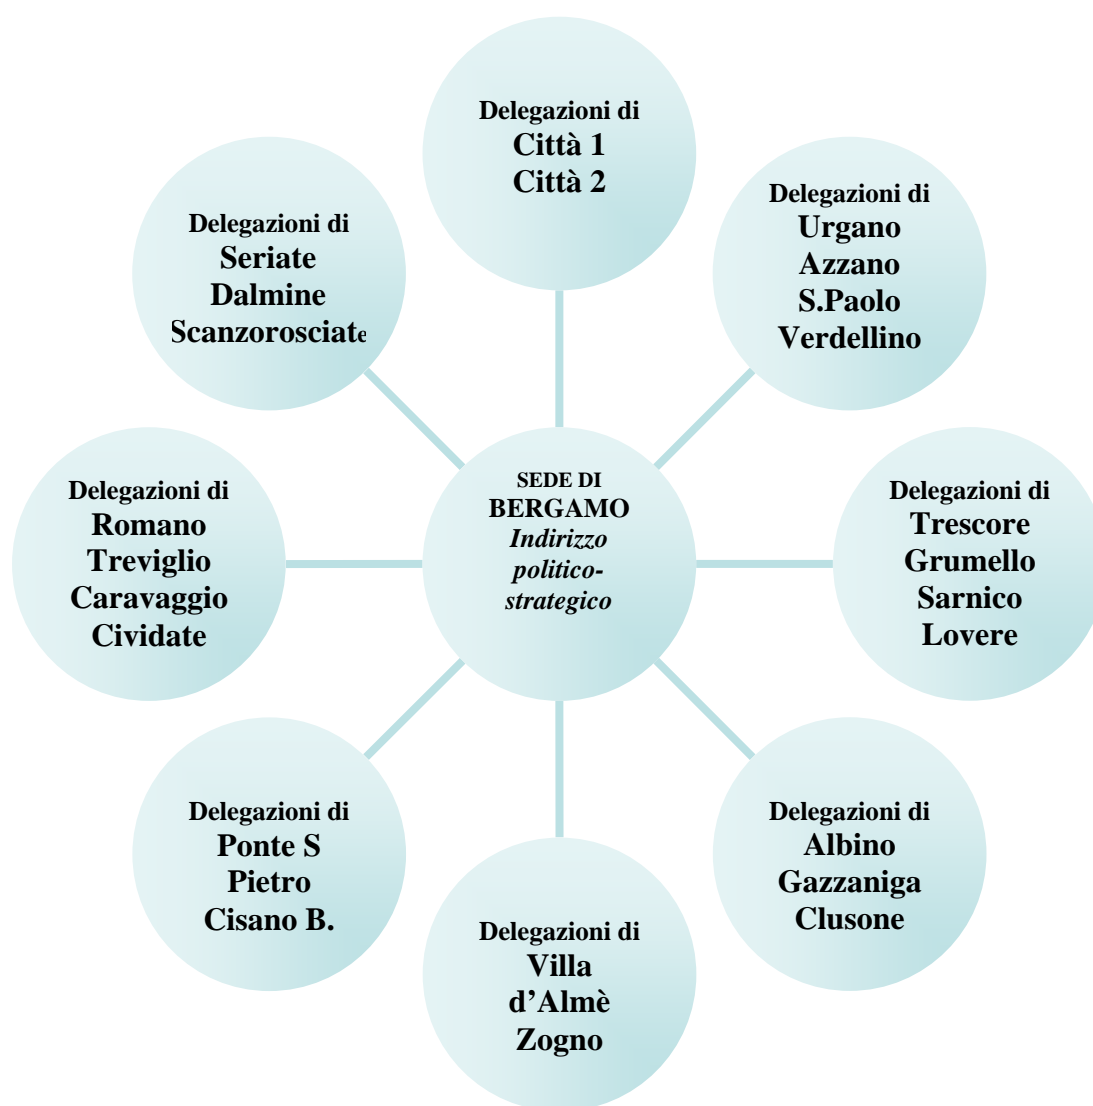 Delegazioni di
Città 1
Città 2
Delegazioni di
Urgano
Azzano
S.Paolo
Verdellino
Delegazioni di
Seriate
Dalmine
Scanzorosciate
SEDE DI
BERGAMO
Indirizzo
politico-
strategico
Delegazioni di
Romano
Treviglio
Caravaggio
Cividate
Delegazioni di
Trescore
Grumello
Sarnico
Lovere
Delegazioni di
Ponte S
Pietro
Cisano B.
Delegazioni di
Albino
Gazzaniga
Clusone
Delegazioni di
Villa
d’Almè
Zogno